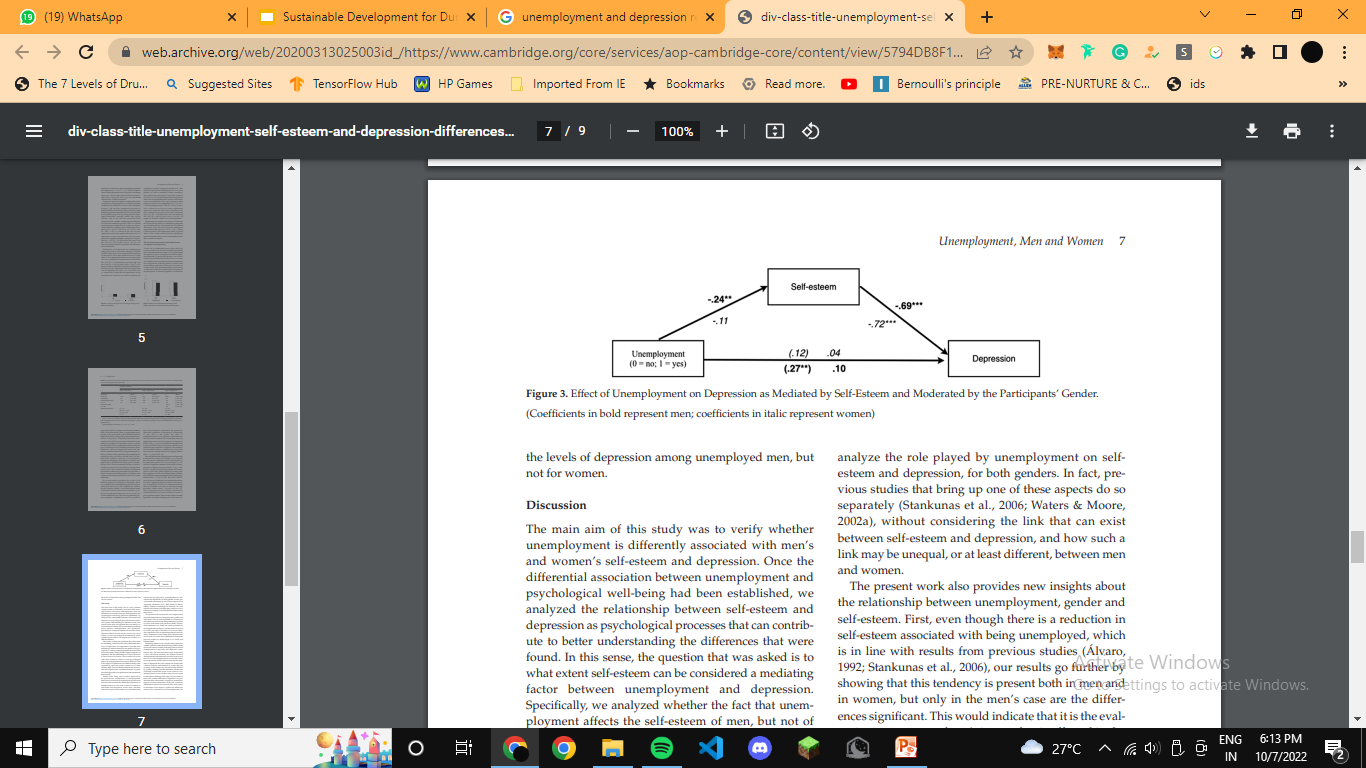 (19) WhatsApp
Sustainable Development for Du
unemployment and depression r
div-class-title-unemployment-se
web.archive.org/web/20200313025003id_/https://www.cambridge.org/core/services/aop-cambridge-core/content/view/5794DB8F1...
The 7 Levels of Dru...
Suggested Sites
TensorFlow Hub
HP Games
Imported From IE
Bookmarks
Read more.
Bernoulli's principle
PRE-NURTURE & C...
ids
»
div-class-title-unemployment-self-esteem-and-depression-differences...
7 / 9
100%
5
6
7
Unemployment, Men and Women 7
Self-esteem
-.24**
-.11
-.69***
-.72***
Unemployment
(0 = no; 1 = yes)
(.12) .04
(.27**) .10
Depression
Figure 3. Effect of Unemployment on Depression as Mediated by Self-Esteem and Moderated by the Participants' Gender.
(Coefficients in bold represent men; coefficients in italic represent women)
the levels of depression among unemployed men, but
not for women.
Discussion
The main aim of this study was to verify whether
unemployment is differently associated with men's
and women's self-esteem and depression. Once the
differential association between unemployment and
psychological well-being had been established, we
analyzed the relationship between self-esteem and
depression as psychological processes that can contrib-
ute to better understanding the differences that were
found. In this sense, the question that was asked is to
what extent self-esteem can be considered a mediating
factor between unemployment and depression.
Specifically, we analyzed whether the fact that unem-
ployment affects the self-esteem of men, but not of
analyze the role played by unemployment on self-
esteem and depression, for both genders. In fact, pre-
vious studies that bring up one of these aspects do so
separately (Stankunas et al., 2006; Waters & Moore,
2002a), without considering the link that can exist
between self-esteem and depression, and how such a
link may be unequal, or at least different, between men
and women.
The present work also provides new insights about
the relationship between unemployment, gender and
self-esteem. First, even though there is a reduction in
self-esteem associated with being unemployed, which
is in line with results from previous studies (Álvaro,
1992; Stankunas et al., 2006), our results go further by
showing that this tendency is present both in men and
in women, but only in the men's case are the differ-
ences significant. This would indicate that it is the eval-
Activate Windows
Go to Settings to activate Windows.
Type here to search
27°C
ENG
IN
6:13 PM
10/7/2022
2